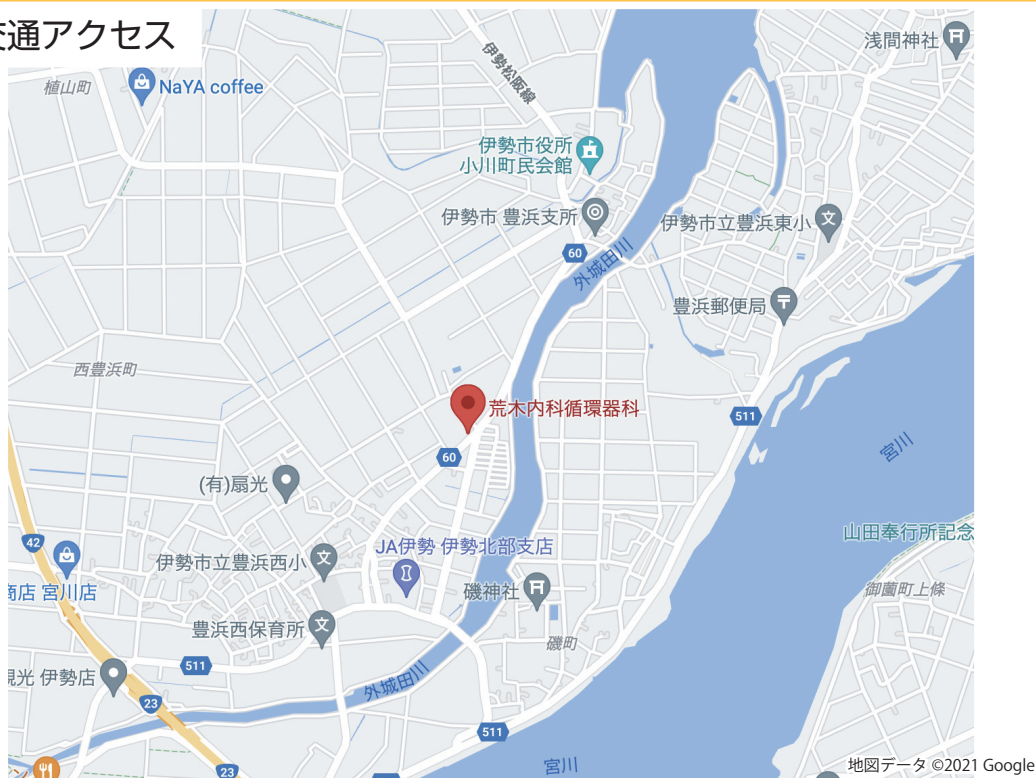 通アクセス
浅間神社
伊勢松阪線
植山町
NaYA coffee
伊勢市役所
小川町民会館
伊勢市 豊浜支所
伊勢市立豊浜東小
60
外城田川
豊浜郵便局
西豊浜町
荒木内科循環器科
511
宮川
60
(有)扇光
42
山田奉行所記念
JA伊勢 伊勢北部支店
伊勢市立豊浜西小
商店 宮川店
磯神社
御薗町上條
豊浜西保育所
磯町
511
観光 伊勢店
外城田川
23
511
宮川
23
ン
地図データ ©2021 Google